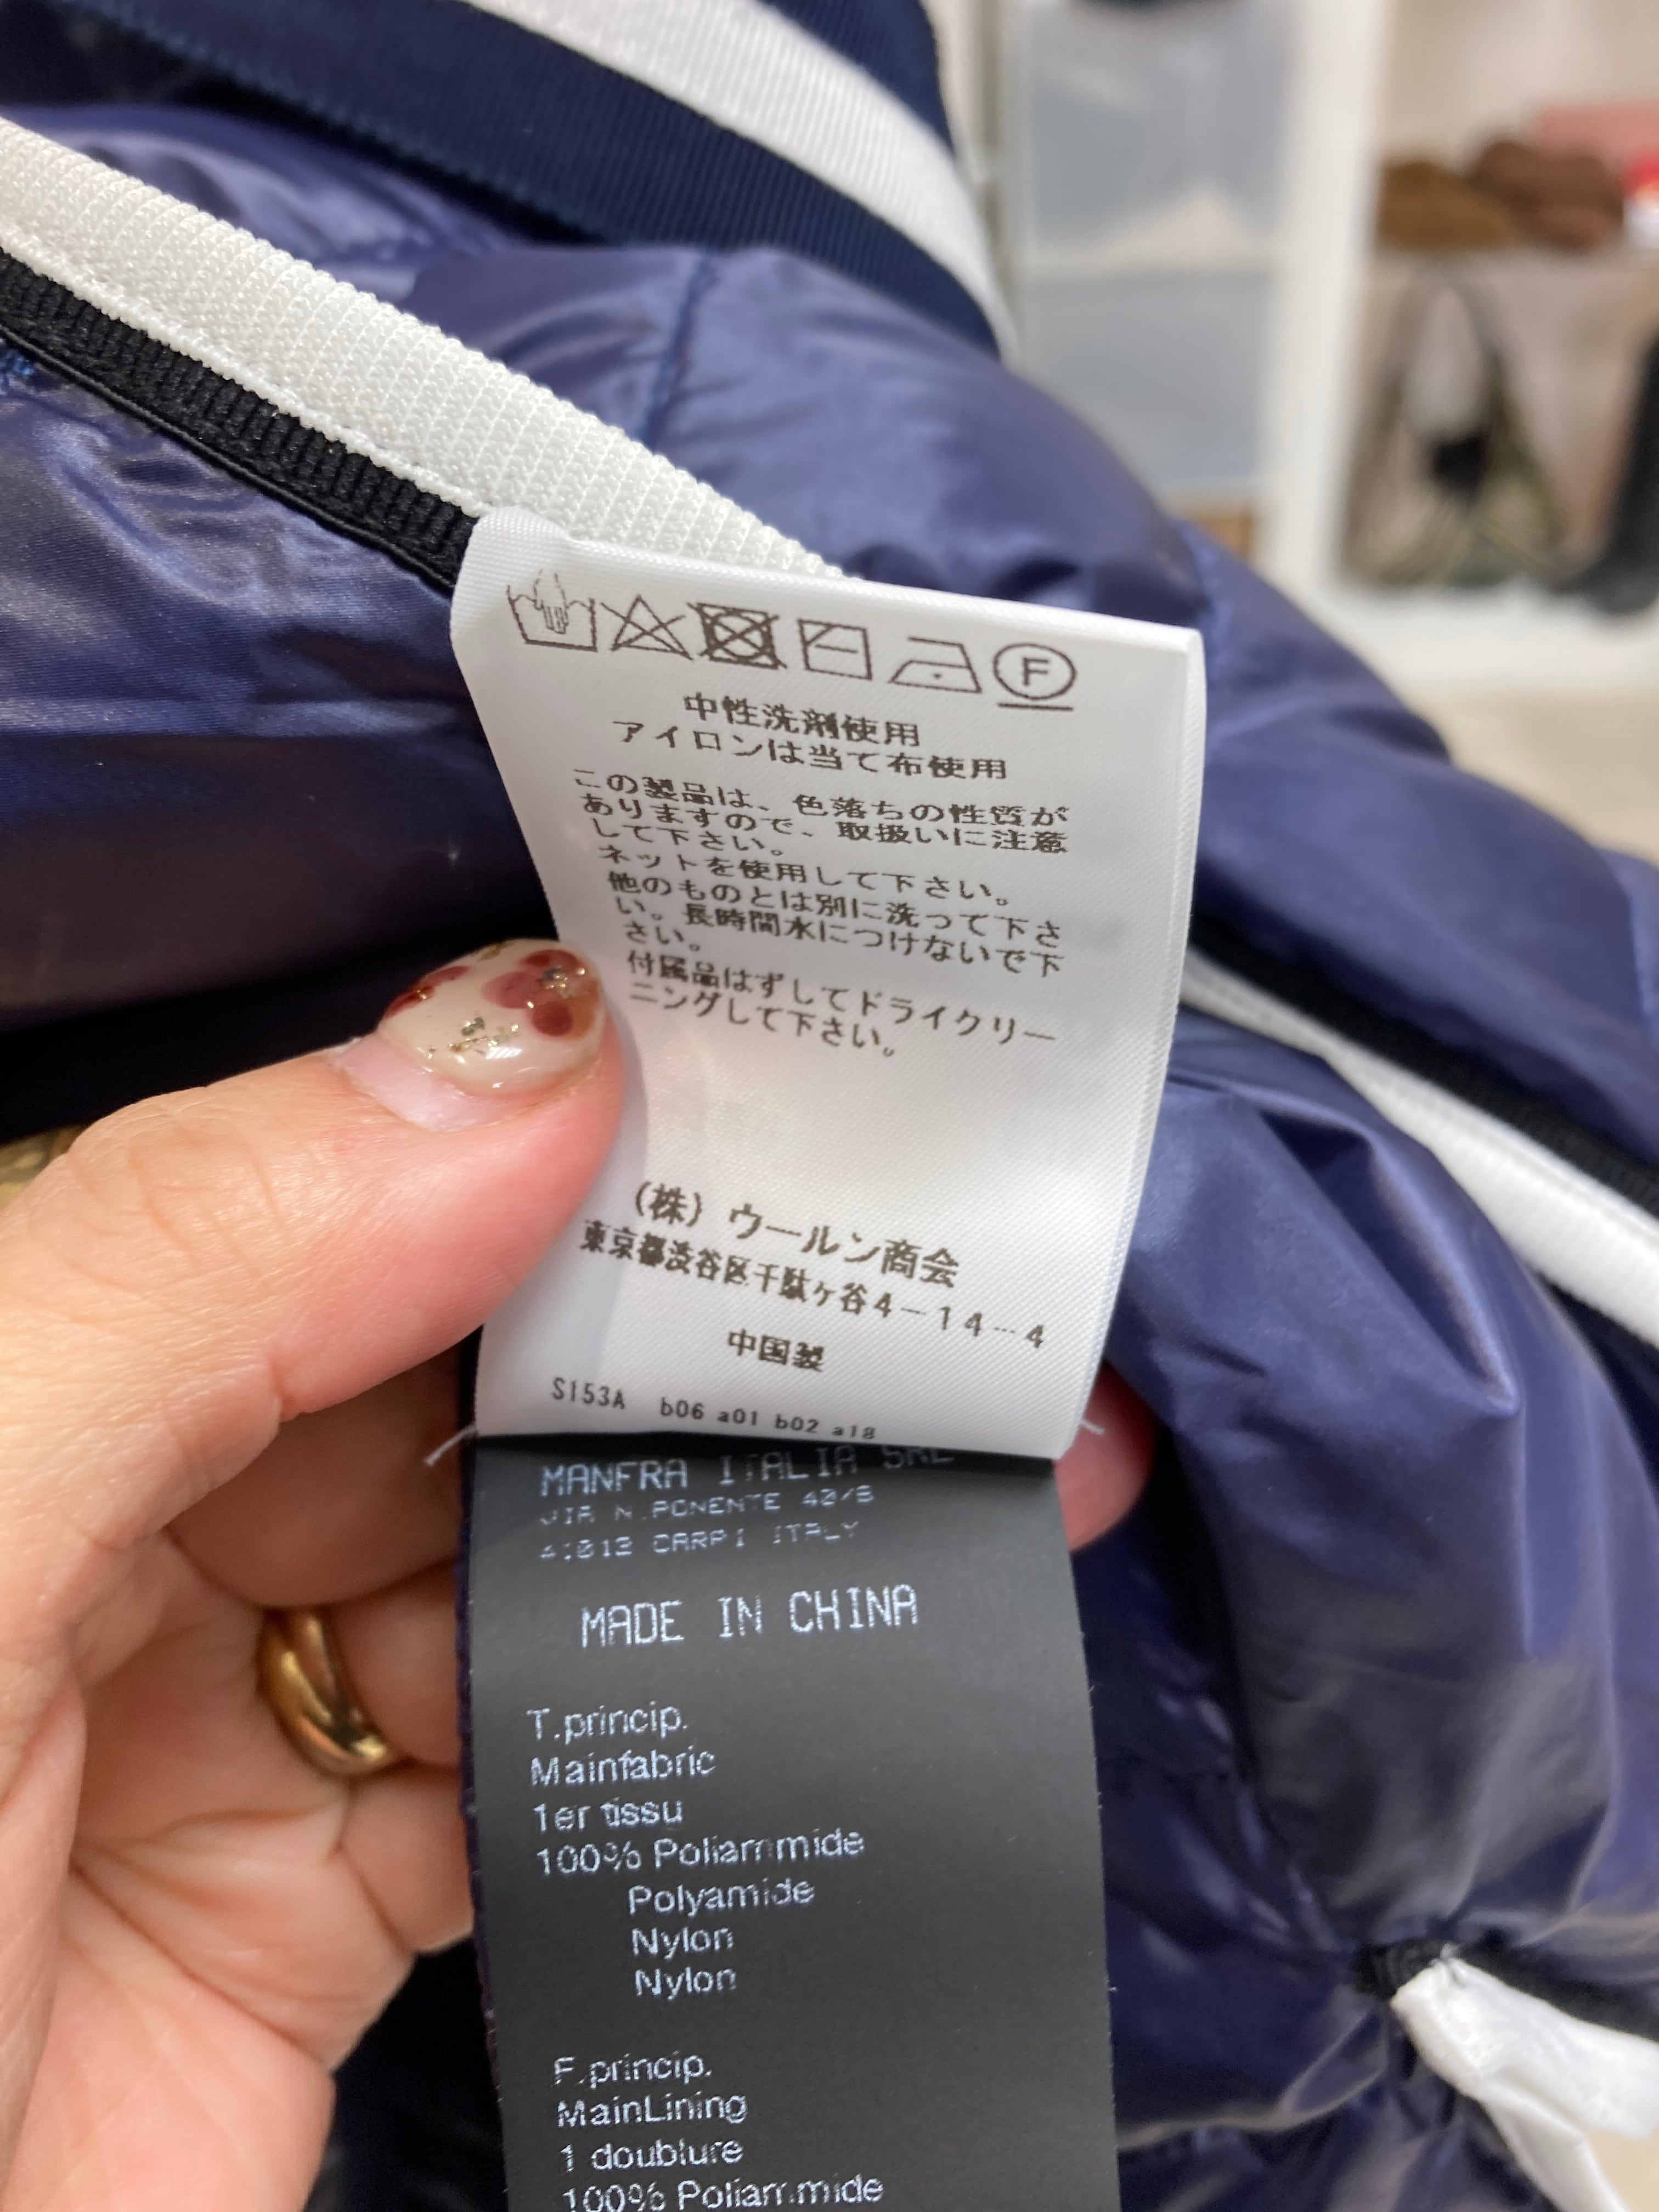 F
中性洗剤使用
アイロンは当て布使用
この製品は、色落ちの性質が
ありますので、取扱いに注意
して下さい。
ネットを使用して下さい。
他のものとは別に洗って下さ
い。長時間水につけないで下
さい。
付属品はずしてドライクリー
ニングして下さい。
(株)ウールン商会
東京都渋谷区千駄ヶ谷4-14-4
中国製
S153A b06 a01 b02 a18
MANFRA ITALIA SRL
VIA N.PONENTE
CARPI ITALY
MADE IN CHINA
T.princip.
Mainfabric
1er tissu
100% Poliammide
Polyamide
Nylon
Nylon
F.princip.
MainLining
1 doublure
100% Poliammide